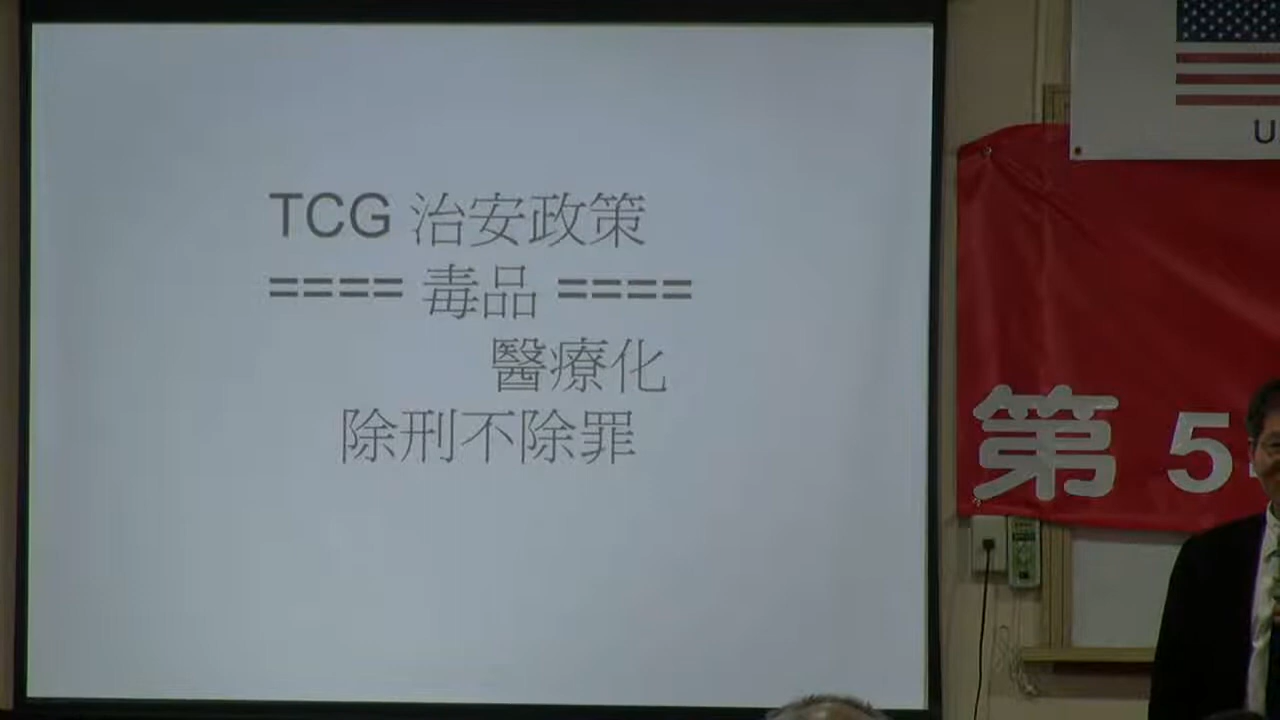 TCG 治安政策
==== 毒品 ====
醫療化
除刑不除罪
U
第 5